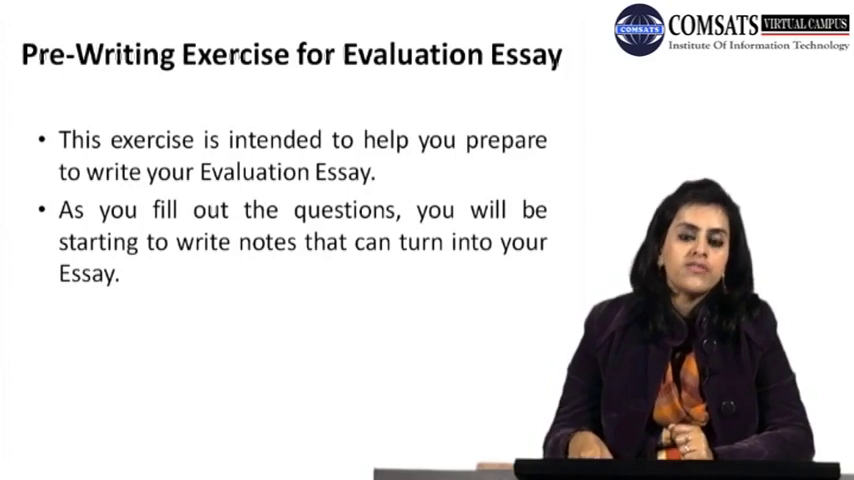 COMSATS VIRTUAL CAMPUS
COMSATS
Institute Of Information Technology
Pre-Writing Exercise for Evaluation Essay
• This exercise is intended to help you prepare
to write your Evaluation Essay.
• As you fill out the questions, you will be
starting to write notes that can turn into your
Essay.